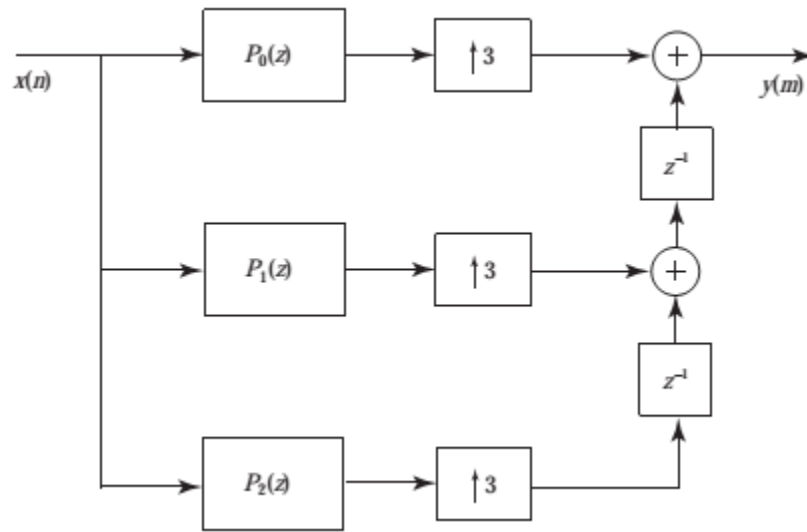 P₀(z)
↑3
+
x(n)
y(m)
z⁻¹
P₁(z)
↑3
+
z⁻¹
P₂(z)
↑3